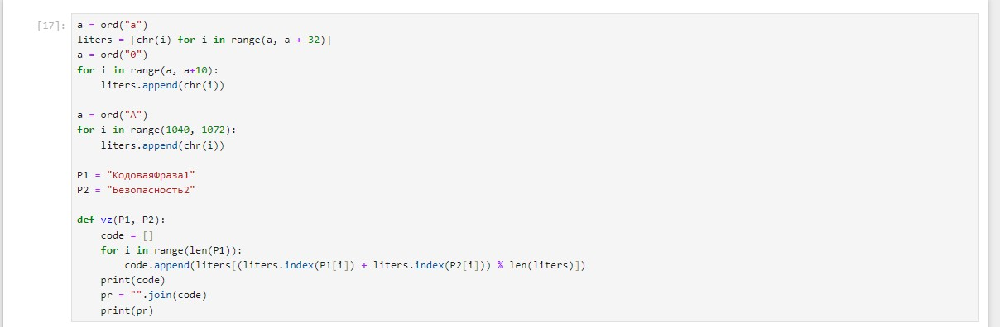 [17]:
a = ord("а")
liters = [chr(i) for i in range(a, a + 32)]
a = ord("0")
for i in range(a, a+10):
    liters.append(chr(i))
a = ord("А")
for i in range(1040, 1072):
    liters.append(chr(i))
P1 = "КодоваяФраза1"
P2 = "Безопасность2"
def vz(P1, P2):
    code = []
    for i in range(len(P1)):
        code.append(liters[(liters.index(P1[i]) + liters.index(P2[i])) % len(liters)])
    print(code)
    pr = "".join(code)
    print(pr)